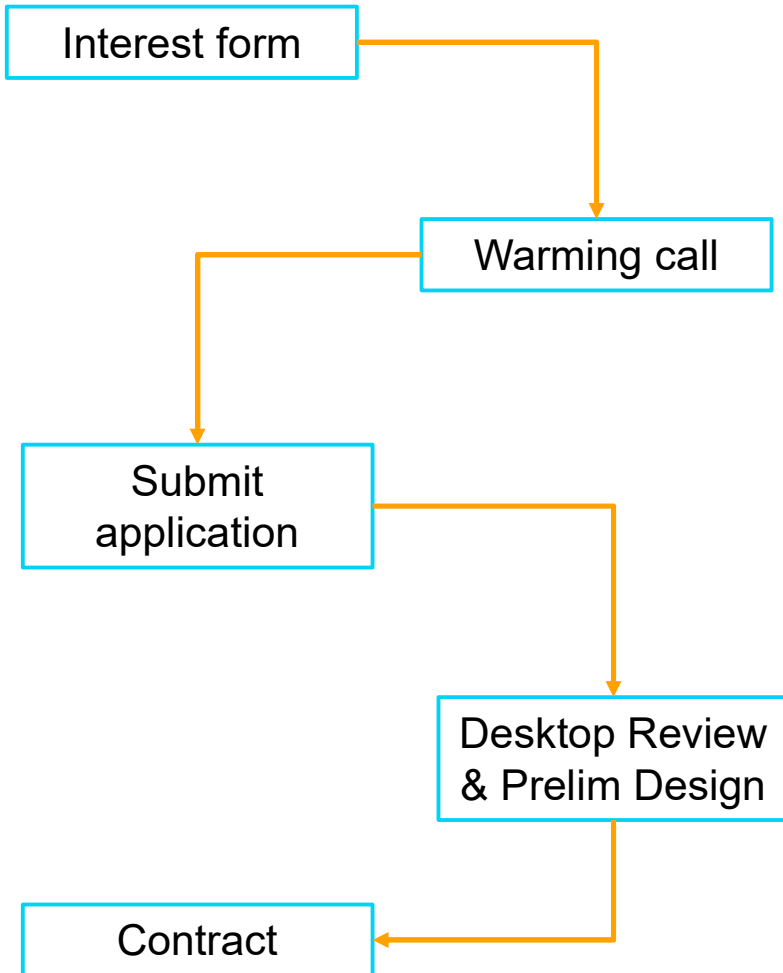 Interest form
Warming call
Submit
application
Desktop Review
& Prelim Design
Contract